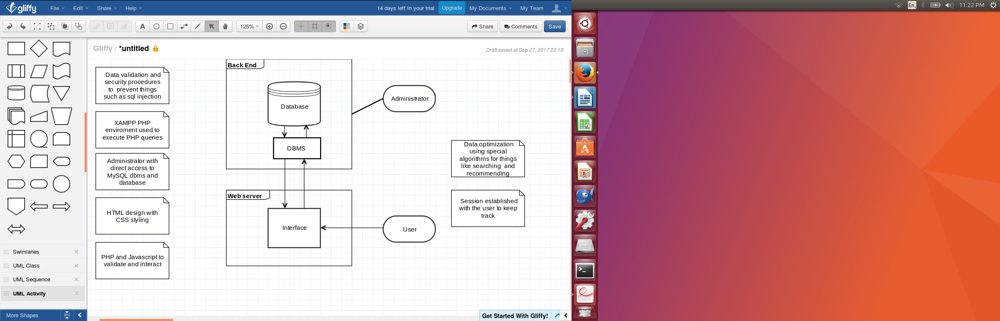 gliffy
File
Edit
Share
Help
14 days left In your trial
Upgrade
My Documents
My Team
En1
11:22 PM
A
125%
Share
Comments
Save
Gliffy / *untitled
Draft saved at Sep 27, 2017 22:18
Data validation and
security procedures
to prevent things
such as sql injection
XAMPP PHP
enviroment used to
execute PHP queries
Administrator with
direct access to
MySQL dbms and
database
HTML design with
CSS styling
PHP and Javascript to
validate and interact
Back End
Database
DBMS
Administrator
Web server
Interface
User
Data optimization
using special
algorithms for things
like searching and
recommending
Session established
with the user to keep
track
Swimlanes
UML Class
UML Sequence
UML Activity
More Shapes
Get Started With Gliffy!
A
>_